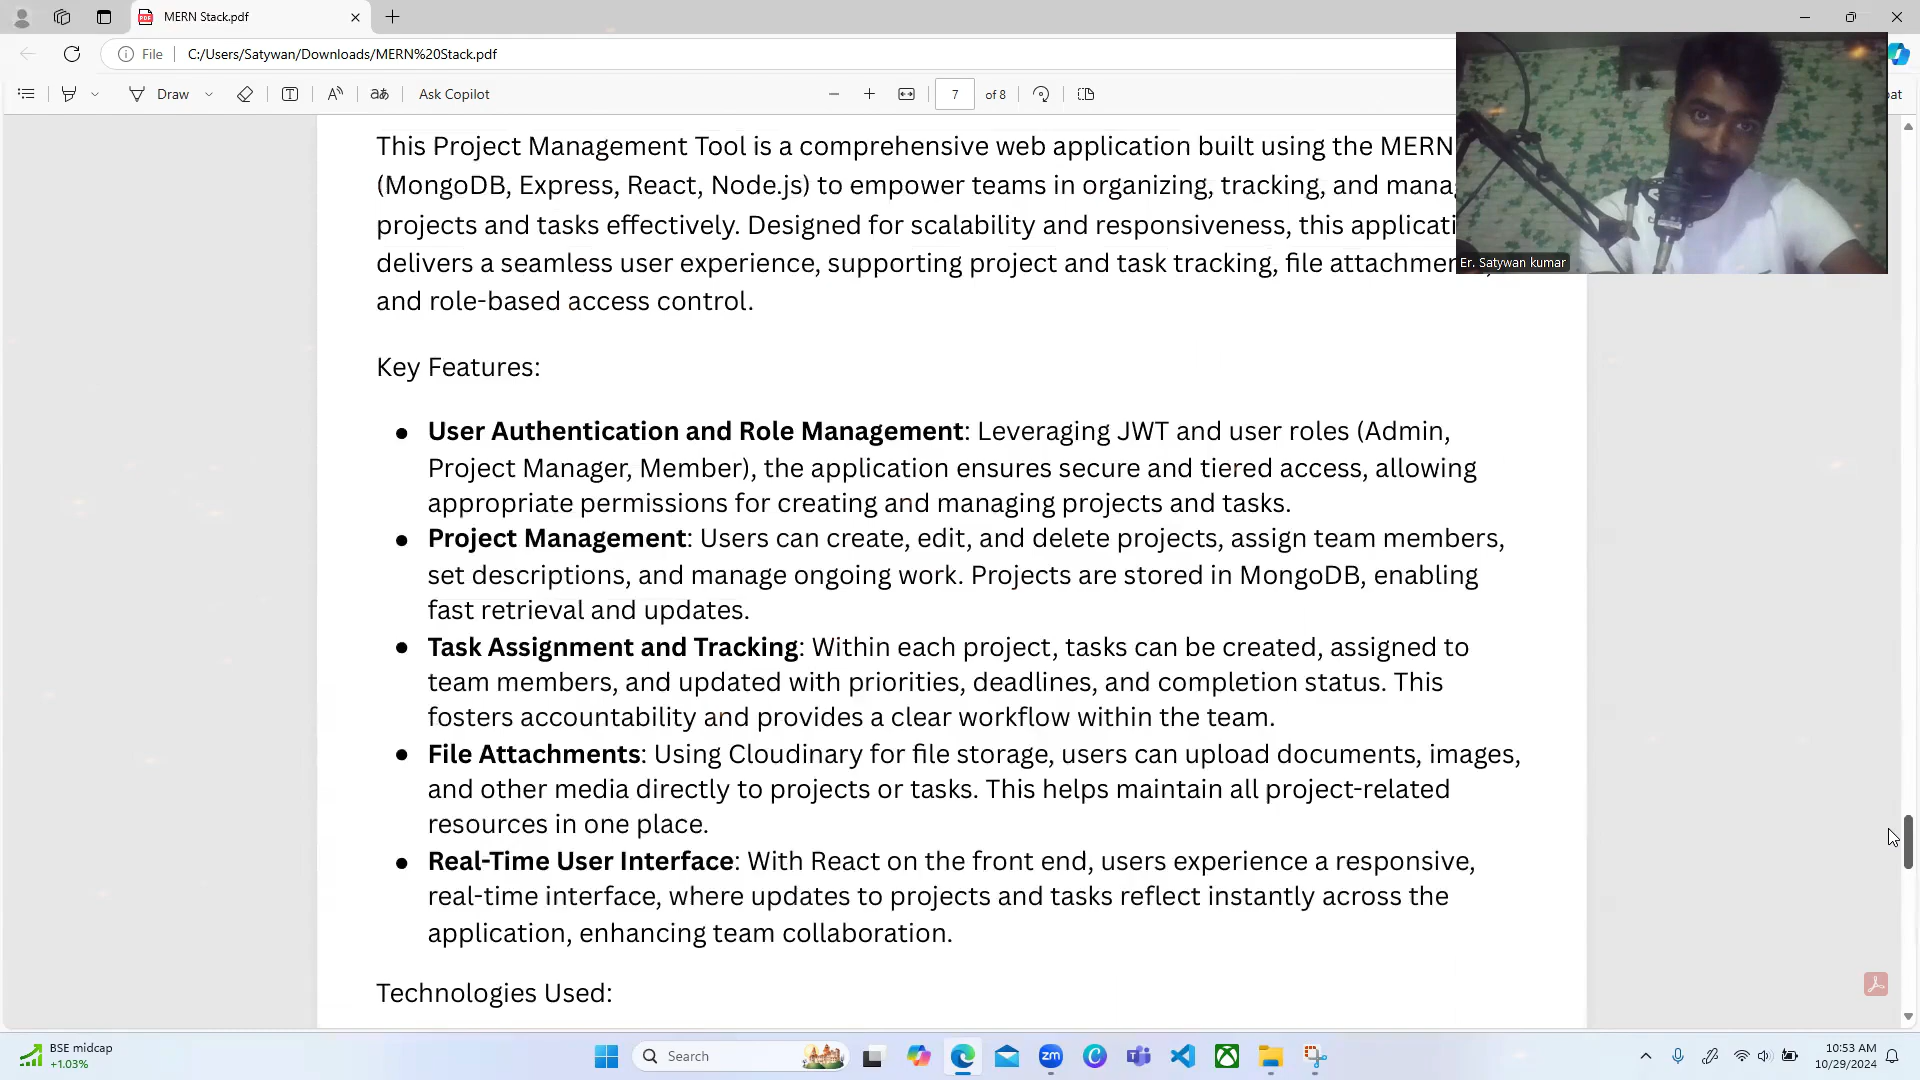 MERN Stack.pdf
File
C:/Users/Satywan/Downloads/MERN%20Stack.pdf
Draw
Ask Copilot
7
of 8
This Project Management Tool is a comprehensive web application built using the MERN
(MongoDB, Express, React, Node.js) to empower teams in organizing, tracking, and mana
projects and tasks effectively. Designed for scalability and responsiveness, this applicati
delivers a seamless user experience, supporting project and task tracking, file attachmen
and role-based access control.
Er. Satywan kumar
Key Features:
● User Authentication and Role Management: Leveraging JWT and user roles (Admin,
Project Manager, Member), the application ensures secure and tiered access, allowing
appropriate permissions for creating and managing projects and tasks.
● Project Management: Users can create, edit, and delete projects, assign team members,
set descriptions, and manage ongoing work. Projects are stored in MongoDB, enabling
fast retrieval and updates.
● Task Assignment and Tracking: Within each project, tasks can be created, assigned to
team members, and updated with priorities, deadlines, and completion status. This
fosters accountability and provides a clear workflow within the team.
● File Attachments: Using Cloudinary for file storage, users can upload documents, images,
and other media directly to projects or tasks. This helps maintain all project-related
resources in one place.
● Real-Time User Interface: With React on the front end, users experience a responsive,
real-time interface, where updates to projects and tasks reflect instantly across the
application, enhancing team collaboration.
Technologies Used:
BSE midcap
+1.03%
Search
zm
10:53 AM
10/29/2024